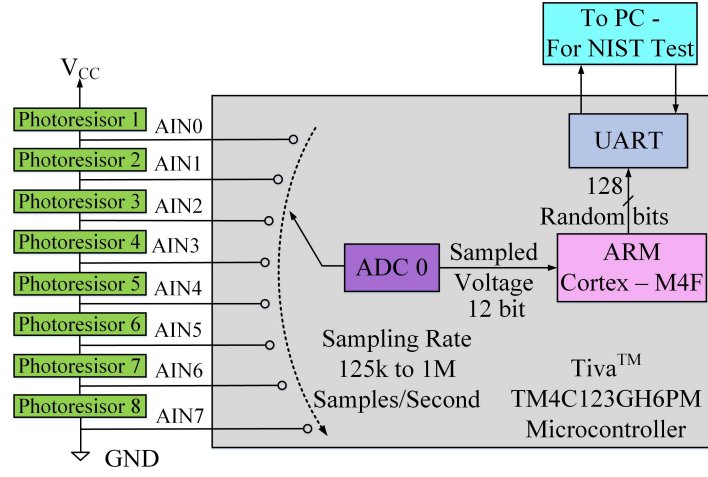 To PC -
For NIST Test
V_CC
Photoresisor 1
AIN0
Photoresisor 2
AIN1
Photoresisor 3
AIN2
Photoresisor 4
AIN3
Photoresisor 5
AIN4
Photoresisor 6
AIN5
Photoresisor 7
AIN6
Photoresisor 8
AIN7
GND
UART
128
Random bits
ADC 0
Sampled
Voltage
12 bit
ARM
Cortex – M4F
Sampling Rate
125k to 1M
Samples/Second
Tiva™
TM4C123GH6PM
Microcontroller